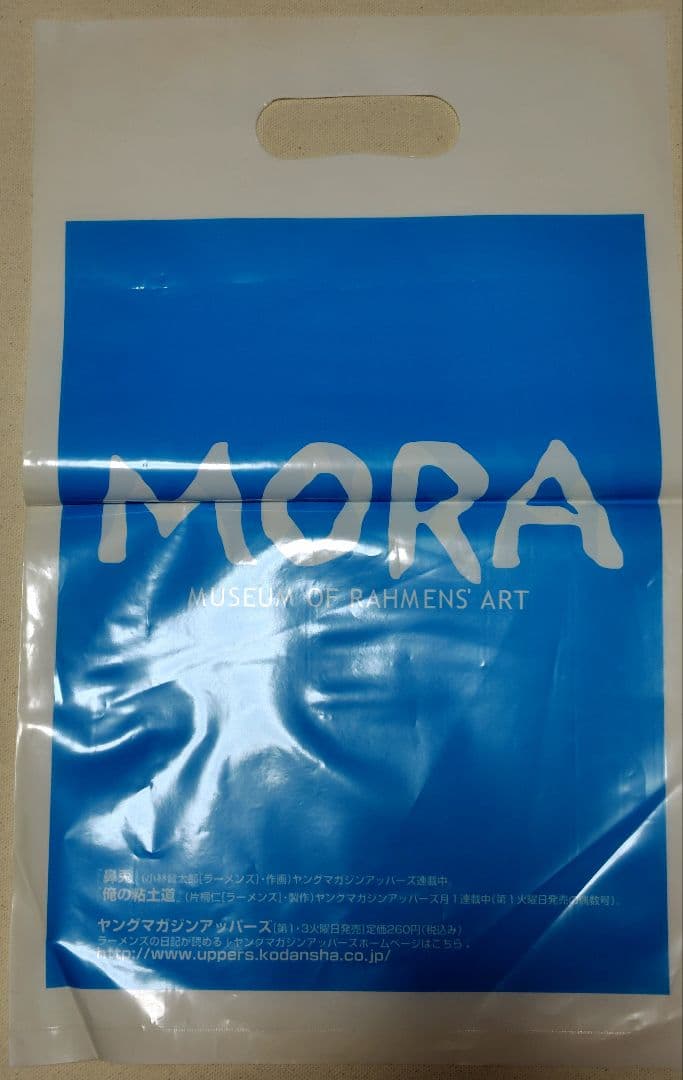 MORA
MUSEUM OF RAHMENS' ART
『鼻兎』(小林賢太郎[ラーメンズ]・作画)ヤングマガジンアッパーズ連載中
『俺の粘土道』(片桐仁[ラーメンズ]・製作)ヤングマガジンアッパーズ月1連載中(第1火曜日発売の偶数号)
ヤングマガジンアッパーズ[第1・3火曜日発売]定価260円(税込み)
ラーメンズの日記が読める!ヤングマガジンアッパーズホームページはこちら。
http://www.uppers.kodansha.co.jp/